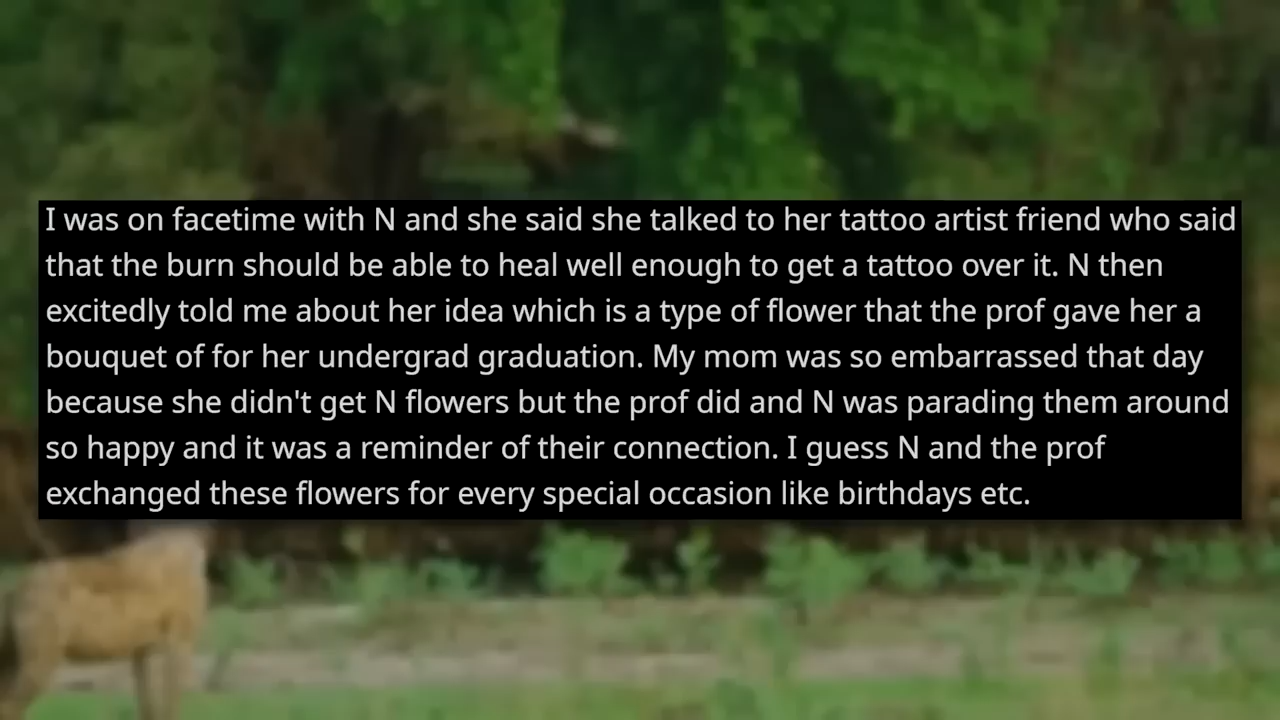 I was on facetime with N and she said she talked to her tattoo artist friend who said
that the burn should be able to heal well enough to get a tattoo over it. N then
excitedly told me about her idea which is a type of flower that the prof gave her a
bouquet of for her undergrad graduation. My mom was so embarrassed that day
because she didn't get N flowers but the prof did and N was parading them around
so happy and it was a reminder of their connection. I guess N and the prof
exchanged these flowers for every special occasion like birthdays etc.